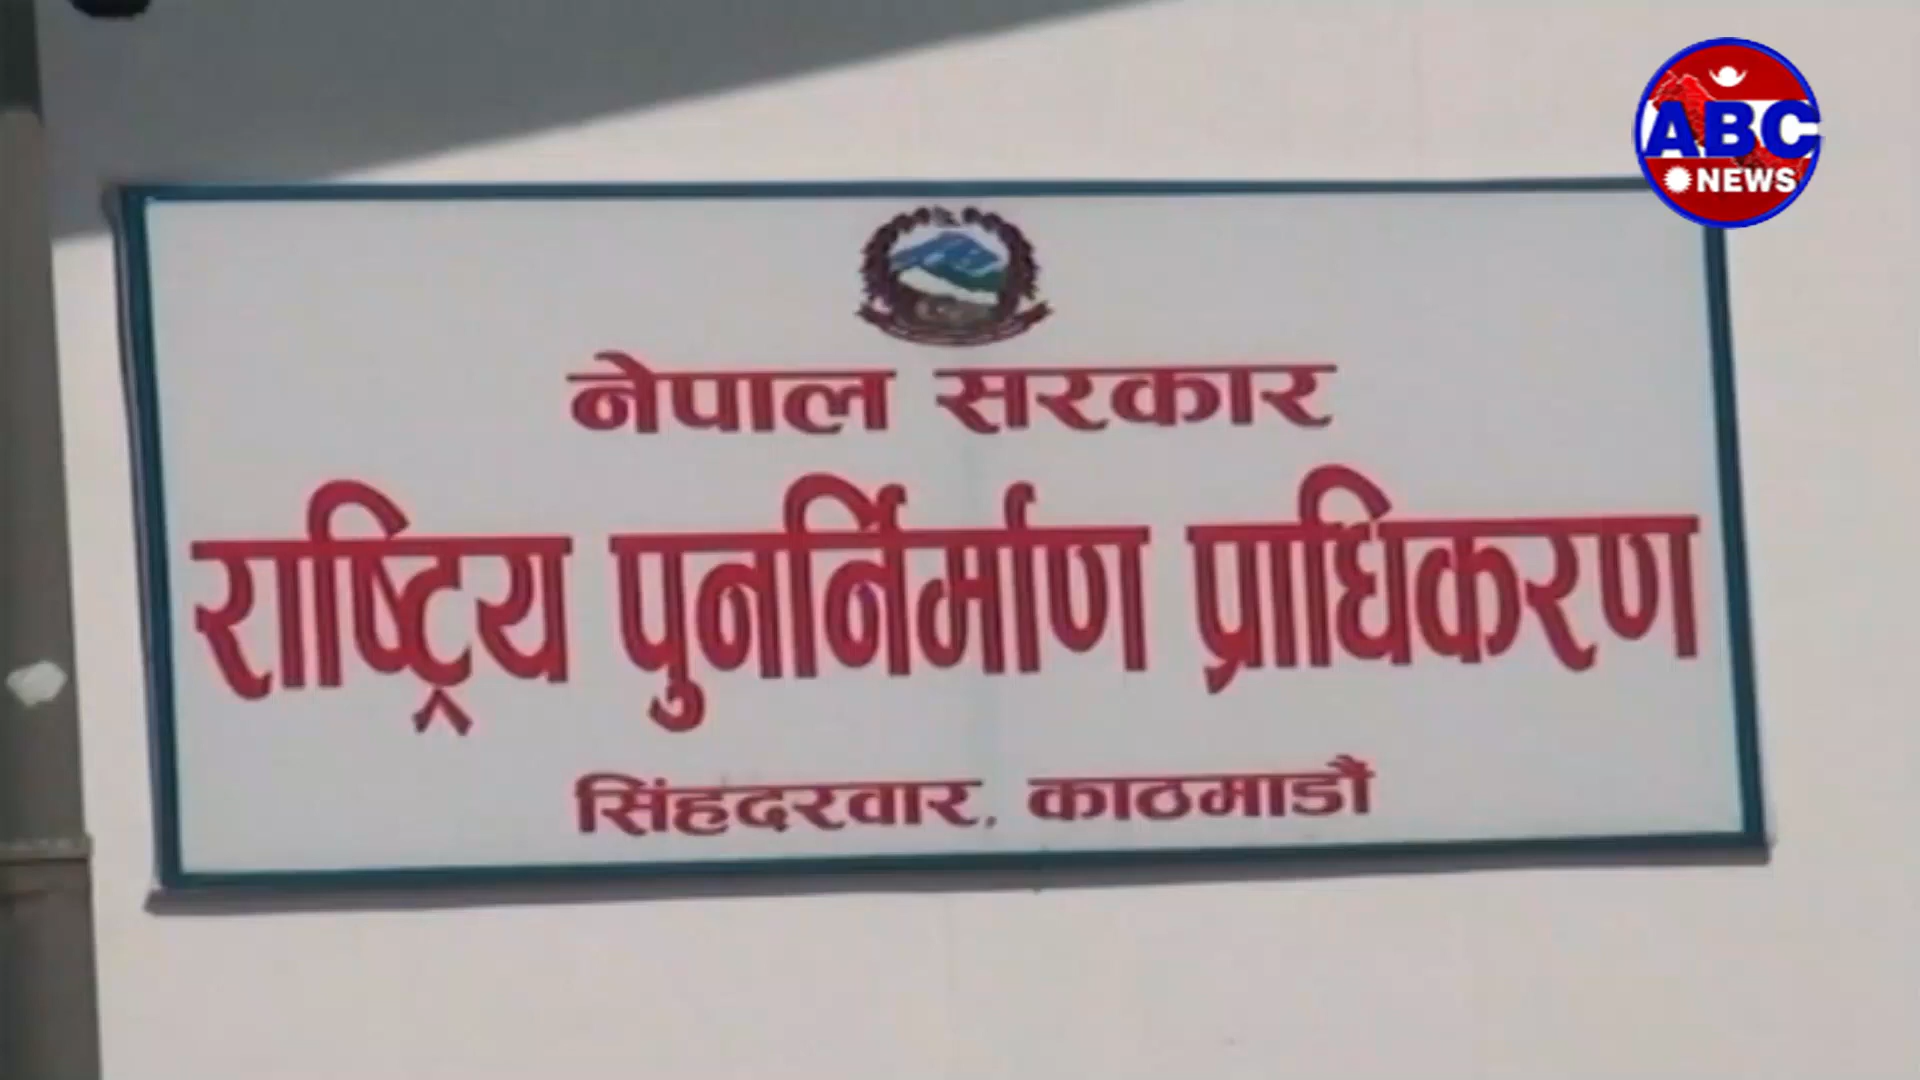 ABC
NEWS
नेपाल सरकार
राष्ट्रिय पुनर्निर्माण प्राधिकरण
सिंहदरवार, काठमाडौं